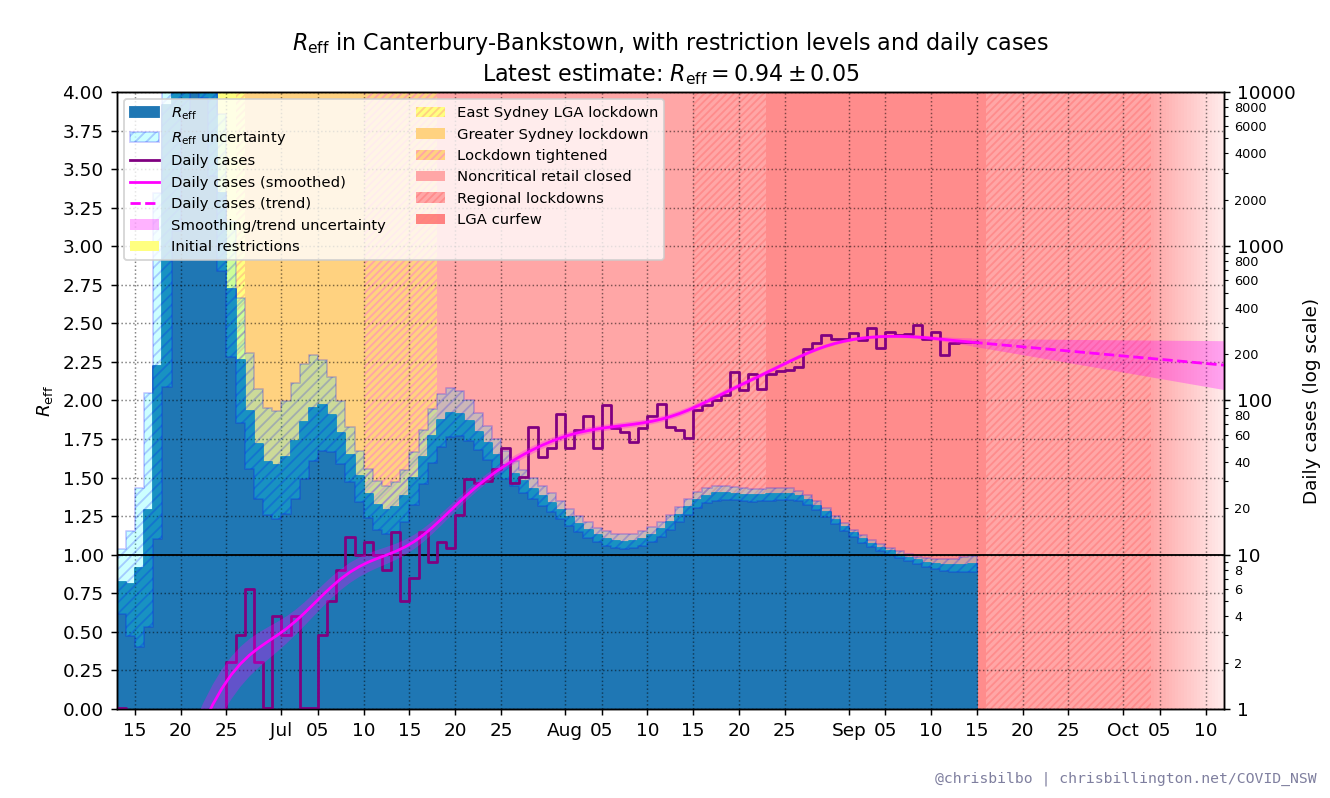 Reff in Canterbury-Bankstown, with restriction levels and daily cases
Latest estimate: Reff = 0.94 ± 0.05
4.00
3.75
3.50
3.25
3.00
2.75
2.50
2.25
2.00
1.75
1.50
1.25
1.00
0.75
0.50
0.25
0.00
Reff
Reff
Reff uncertainty
Daily cases
Daily cases (smoothed)
Daily cases (trend)
Smoothing/trend uncertainty
Initial restrictions
East Sydney LGA lockdown
Greater Sydney lockdown
Lockdown tightened
Noncritical retail closed
Regional lockdowns
LGA curfew
10000
8000
6000
4000
2000
1000
800
600
400
200
100
80
60
40
20
10
8
6
4
2
1
Daily cases (log scale)
15 20 25 Jul 05 10 15 20 25 Aug 05 10 15 20 25 Sep 05 10 15 20 25 Oct 05 10
@chrisbilbo | chrisbillington.net/COVID_NSW